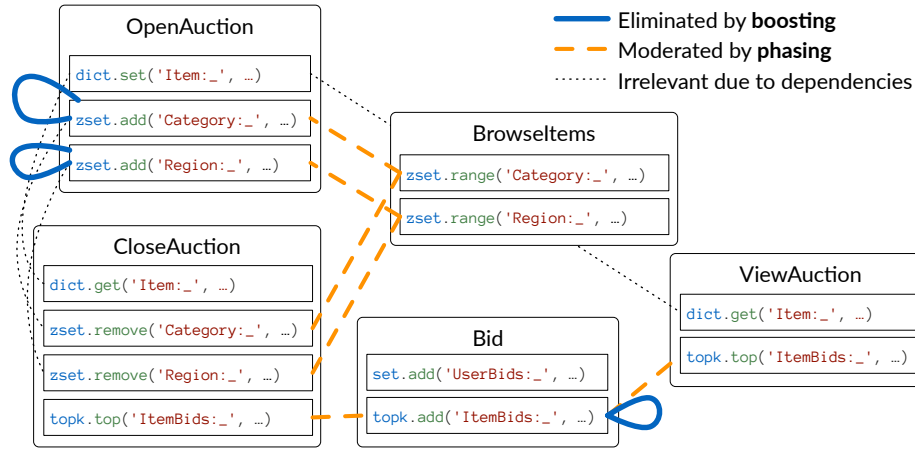 OpenAuction
dict.set('Item:_', …)
zset.add('Category:_', …)
zset.add('Region:_', …)
Eliminated by boosting
Moderated by phasing
Irrelevant due to dependencies
BrowseItems
zset.range('Category:_', …)
zset.range('Region:_', …)
CloseAuction
dict.get('Item:_', …)
zset.remove('Category:_', …)
zset.remove('Region:_', …)
topk.top('ItemBids:_', …)
Bid
set.add('UserBids:_', …)
topk.add('ItemBids:_', …)
ViewAuction
dict.get('Item:_', …)
topk.top('ItemBids:_', …)